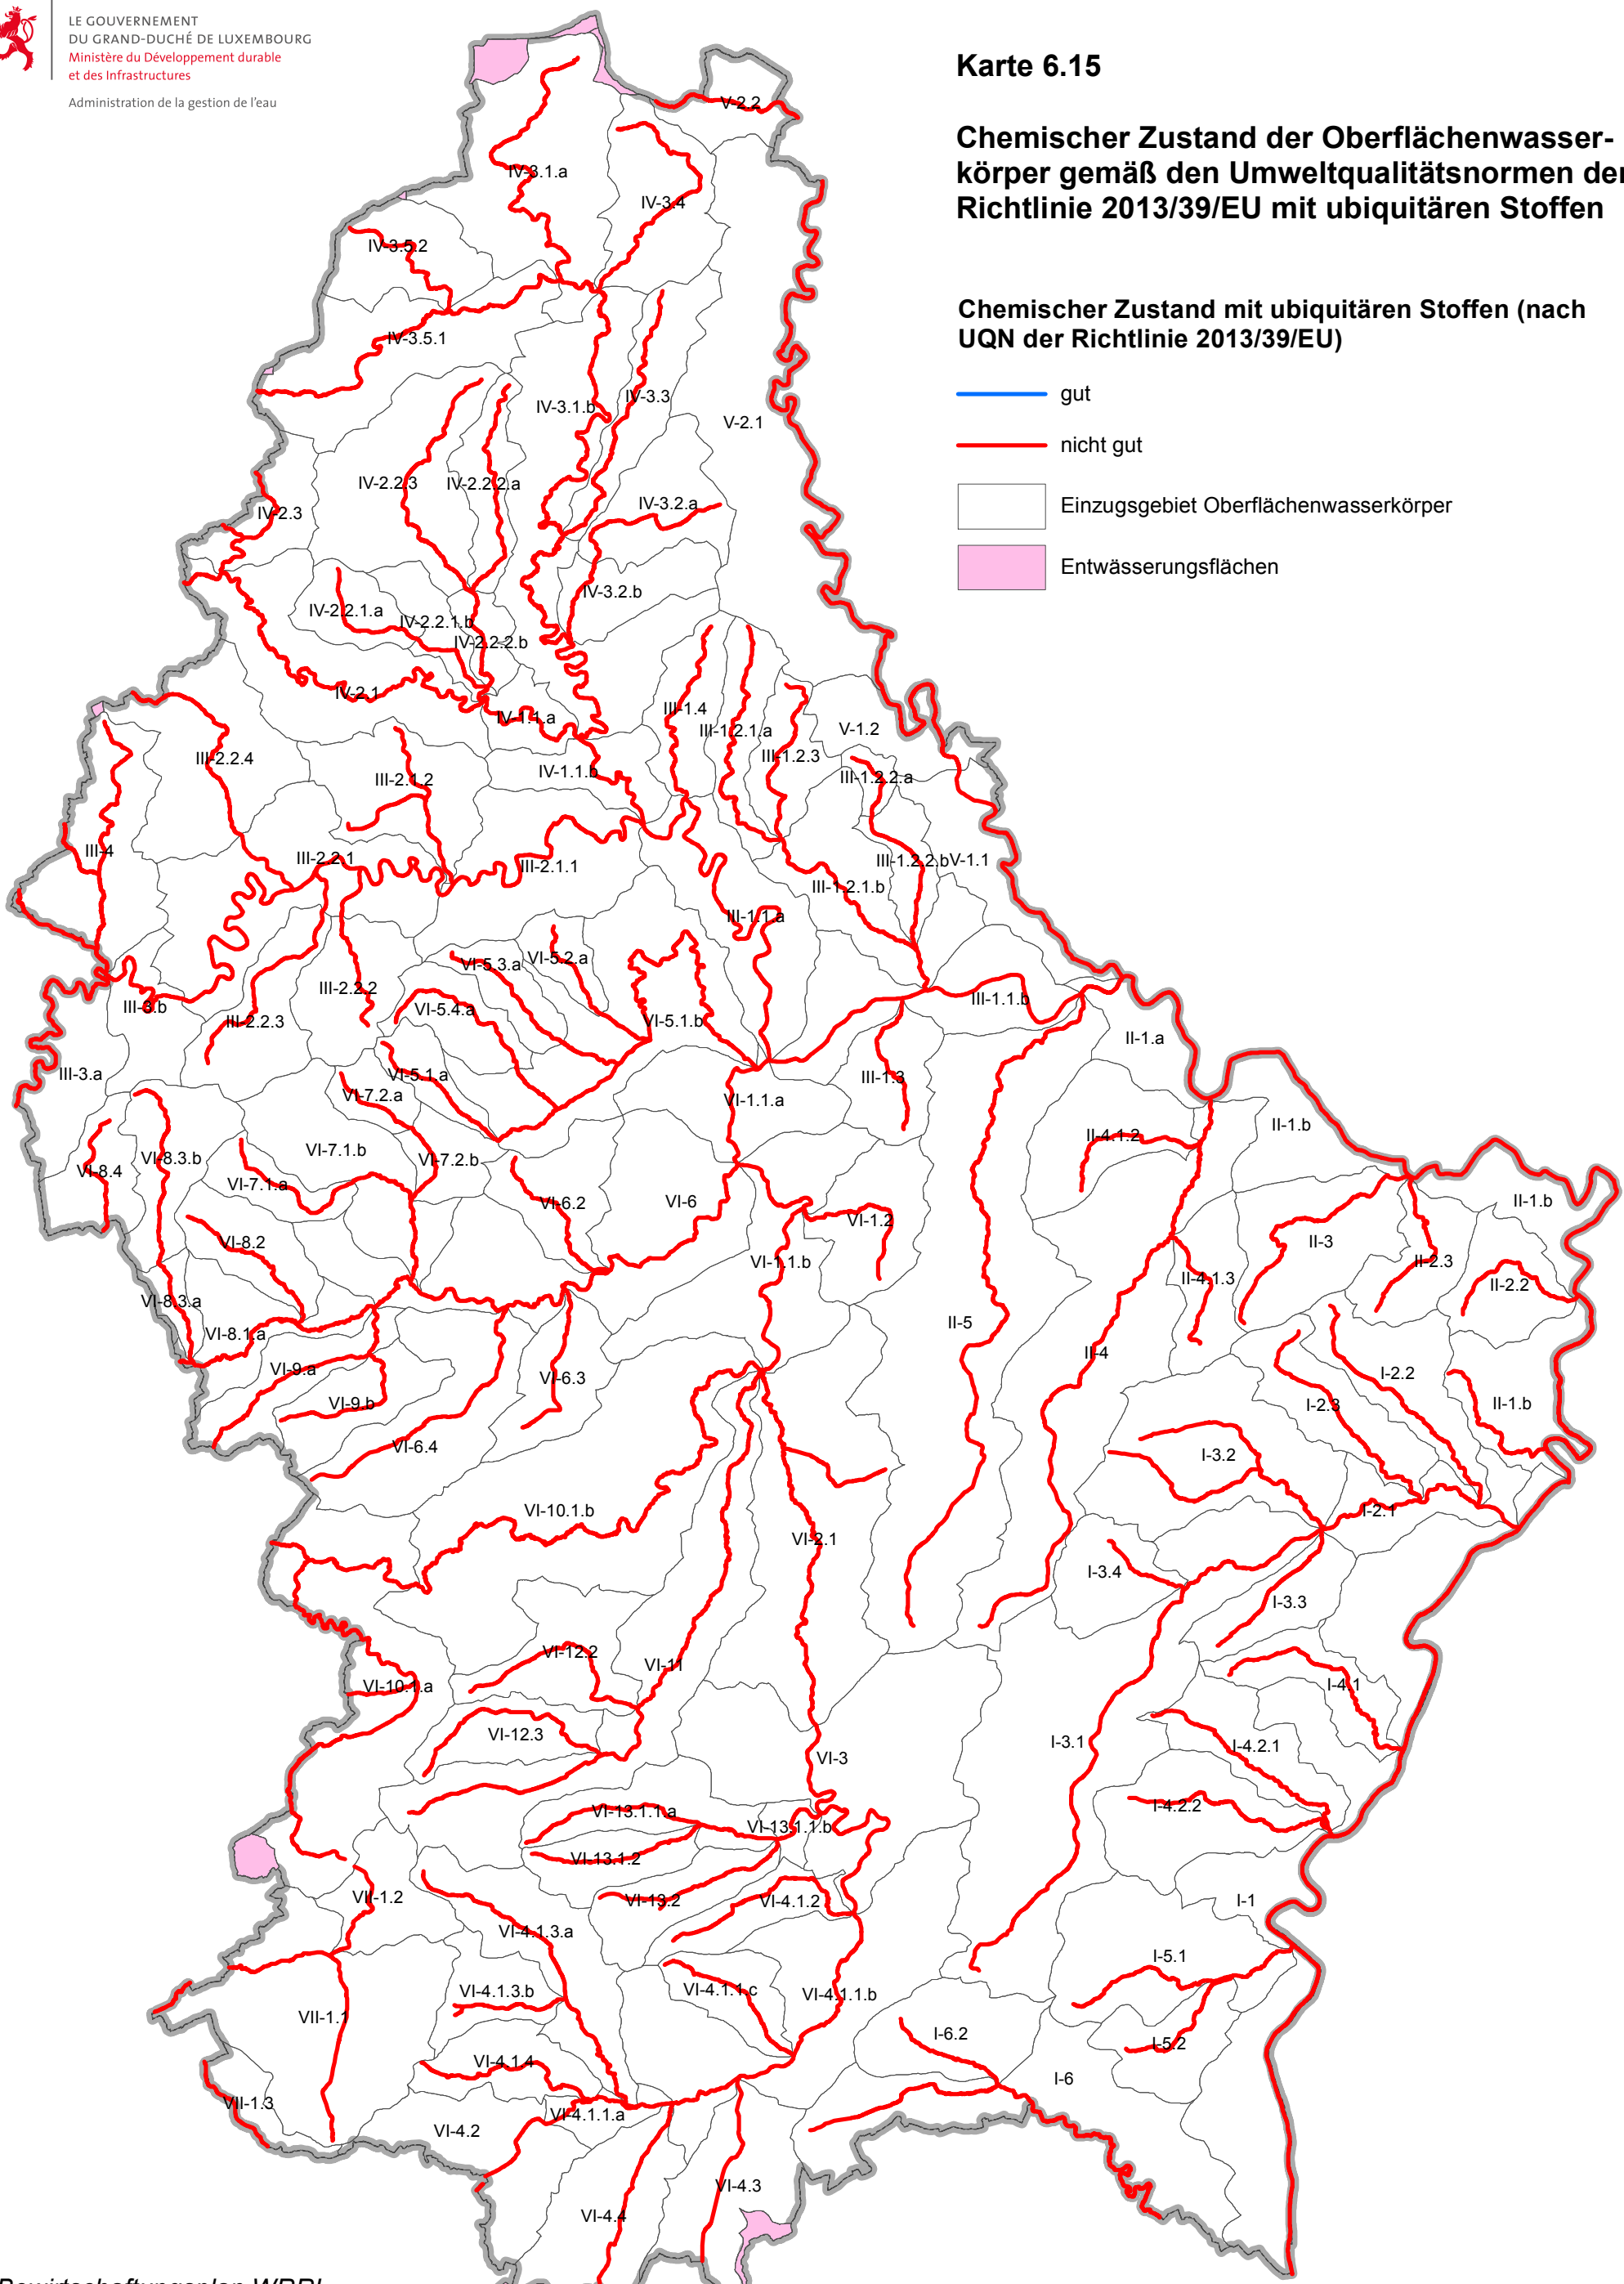 LE GOUVERNEMENT
DU GRAND-DUCHÉ DE LUXEMBOURG
Ministère du Développement durable
et des Infrastructures
Administration de la gestion de l'eau
Karte 6.15
Chemischer Zustand der Oberflächenwasser-
körper gemäß den Umweltqualitätsnormen der
Richtlinie 2013/39/EU mit ubiquitären Stoffen
Chemischer Zustand mit ubiquitären Stoffen (nach
UQN der Richtlinie 2013/39/EU)
gut
nicht gut
Einzugsgebiet Oberflächenwasserkörper
Entwässerungsflächen
V-2.2
IV-3.1.a
IV-3.4
IV-3.5.2
IV-3.5.1
IV-3.1.b
IV-3.3
V-2.1
IV-2.2.3
IV-2.2.2.a
IV-3.2.a
IV-2.3
IV-3.2.b
IV-2.2.1.a
IV-2.2.1.b
IV-2.2.2.b
IV-2.1
IV-1.1.a
III-1.4
III-1.2.1.a
V-1.2
III-1.2.3
III-2.2.4
III-2.1.2
IV-1.1.b
III-1.2.2.a
III-4
III-2.2.1
III-2.1.1
III-1.2.2.b
V-1.1
III-1.2.1.b
III-1.1.a
VI-5.3.a
VI-5.2.a
III-2.2.2
III-3.b
VI-5.4.a
III-1.1.b
III-2.2.3
VI-5.1.b
II-1.a
III-3.a
VI-5.1.a
III-1.3
VI-7.2.a
VI-1.1.a
II-1.b
II-4.1.2
VI-7.1.b
VI-8.3.b
VI-7.2.b
VI-8.4
VI-7.1.a
VI-6.2
VI-6
II-1.b
VI-1.2
VI-8.2
II-3
VI-1.1.b
II-2.3
II-4.1.3
II-2.2
VI-8.3.a
II-5
VI-8.1.a
II-4
VI-9.a
VI-6.3
I-2.2
VI-9.b
I-2.3
II-1.b
VI-6.4
I-3.2
VI-10.1.b
I-2.1
VI-2.1
I-3.4
I-3.3
VI-12.2
VI-11
VI-10.1.a
I-4.1
VI-12.3
I-3.1
I-4.2.1
VI-3
I-4.2.2
VI-13.1.1.a
VI-13.1.1.b
VI-13.1.2
VII-1.2
VI-13.2
VI-4.1.2
I-1
VI-4.1.3.a
I-5.1
VI-4.1.3.b
VI-4.1.1.c
VI-4.1.1.b
VII-1.1
I-6.2
I-5.2
VI-4.1.4
I-6
VII-1.3
VI-4.1.1.a
VI-4.2
VI-4.3
VI-4.4